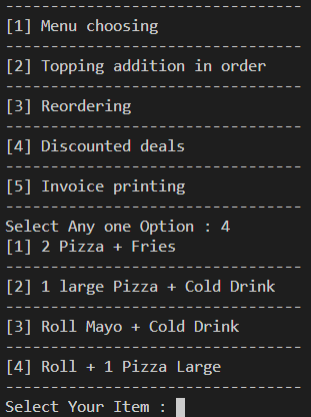 ---------------------------------
[1] Menu choosing
---------------------------------
[2] Topping addition in order
---------------------------------
[3] Reordering
---------------------------------
[4] Discounted deals
---------------------------------
[5] Invoice printing
---------------------------------
Select Any one Option : 4
[1] 2 Pizza + Fries
---------------------------------
[2] 1 large Pizza + Cold Drink
---------------------------------
[3] Roll Mayo + Cold Drink
---------------------------------
[4] Roll + 1 Pizza Large
---------------------------------
Select Your Item :